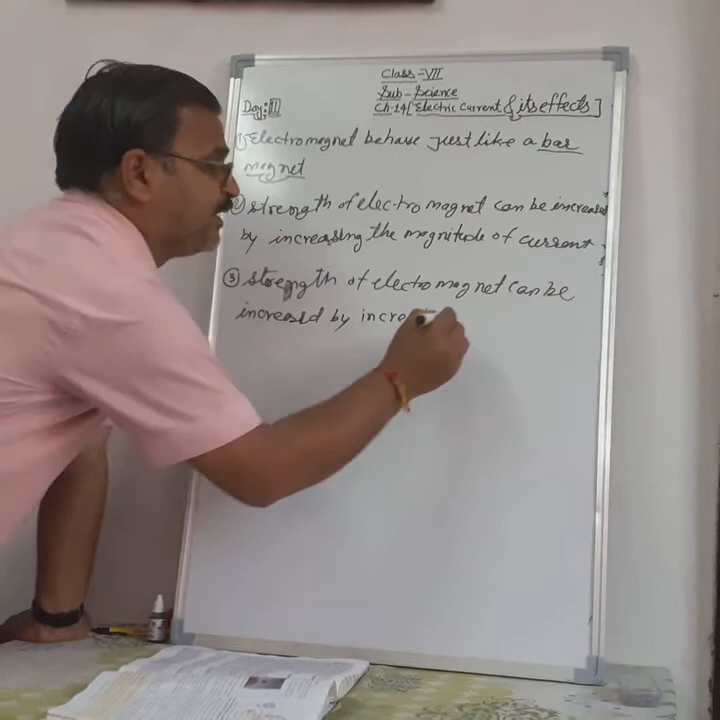 Class-VII
Sub-Science
Day:11 Ch-14[Electric Current & its effects]
1) Electromagnet behave Just like a bar
magnet
② strength of electromagnet can be increased
by increasing the magnitude of current
③ strength of electromagnet can be
increased by incre